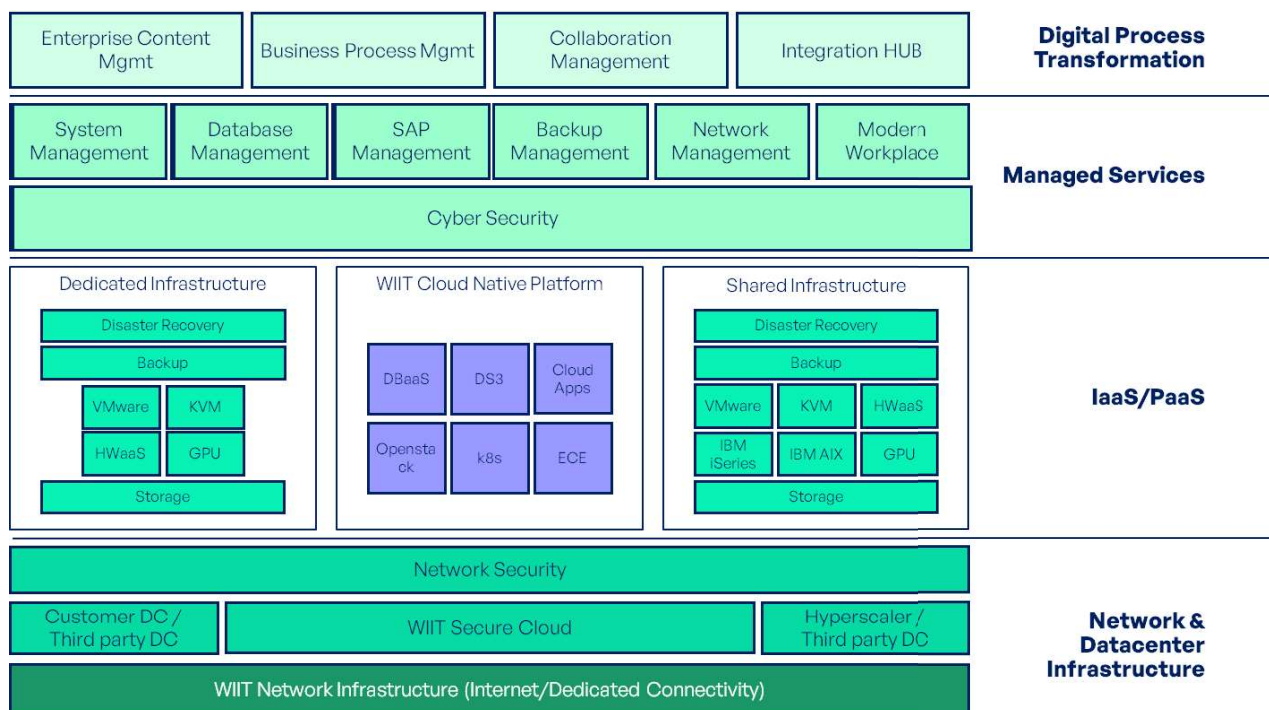 Enterprise Content
Mgmt
Business Process Mgmt
Collaboration
Management
Integration HUB
Digital Process
Transformation
System
Management
Database
Management
SAP
Management
Backup
Management
Network
Management
Modern
Workplace
Managed Services
Cyber Security
Dedicated Infrastructure
Disaster Recovery
Backup
VMware
KVM
HWaaS
GPU
Storage
WIIT Cloud Native Platform
DBaaS
DS3
Cloud
Apps
Opensta
ck
k8s
ECE
Shared Infrastructure
Disaster Recovery
Backup
VMware
KVM
HWaaS
IBM
iSeries
IBM AIX
GPU
Storage
IaaS/PaaS
Network Security
Customer DC /
Third party DC
WIIT Secure Cloud
Hyperscaler /
Third party DC
WIIT Network Infrastructure (Internet/Dedicated Connectivity)
Network &
Datacenter
Infrastructure